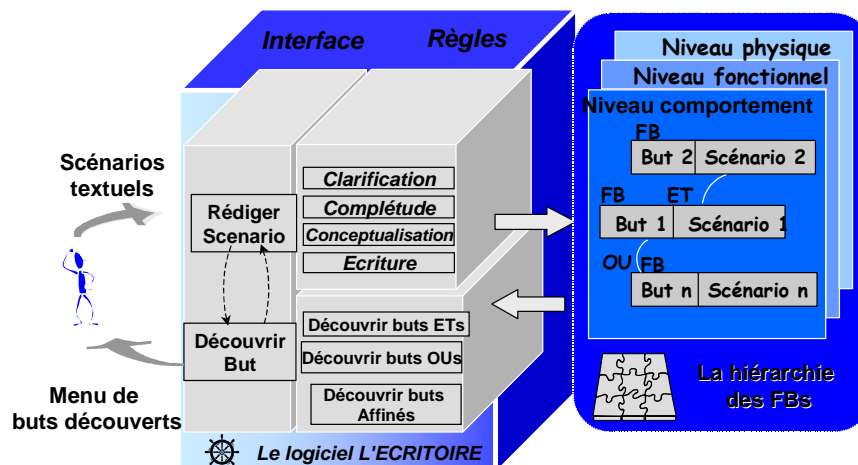 Interface
Règles
Scénarios
textuels
Menu de
buts découverts
Rédiger
Scenario
Découvrir
But
Clarification
Complétude
Conceptualisation
Ecriture
Découvrir buts ETs
Découvrir buts OUs
Découvrir buts
Affinés
Le logiciel L'ECRITOIRE
Niveau physique
Niveau fonctionnel
Niveau comportement
FB
But 2 Scénario 2
FB ET
But 1 Scénario 1
OU FB
But n Scénario n
La hiérarchie
des FBs